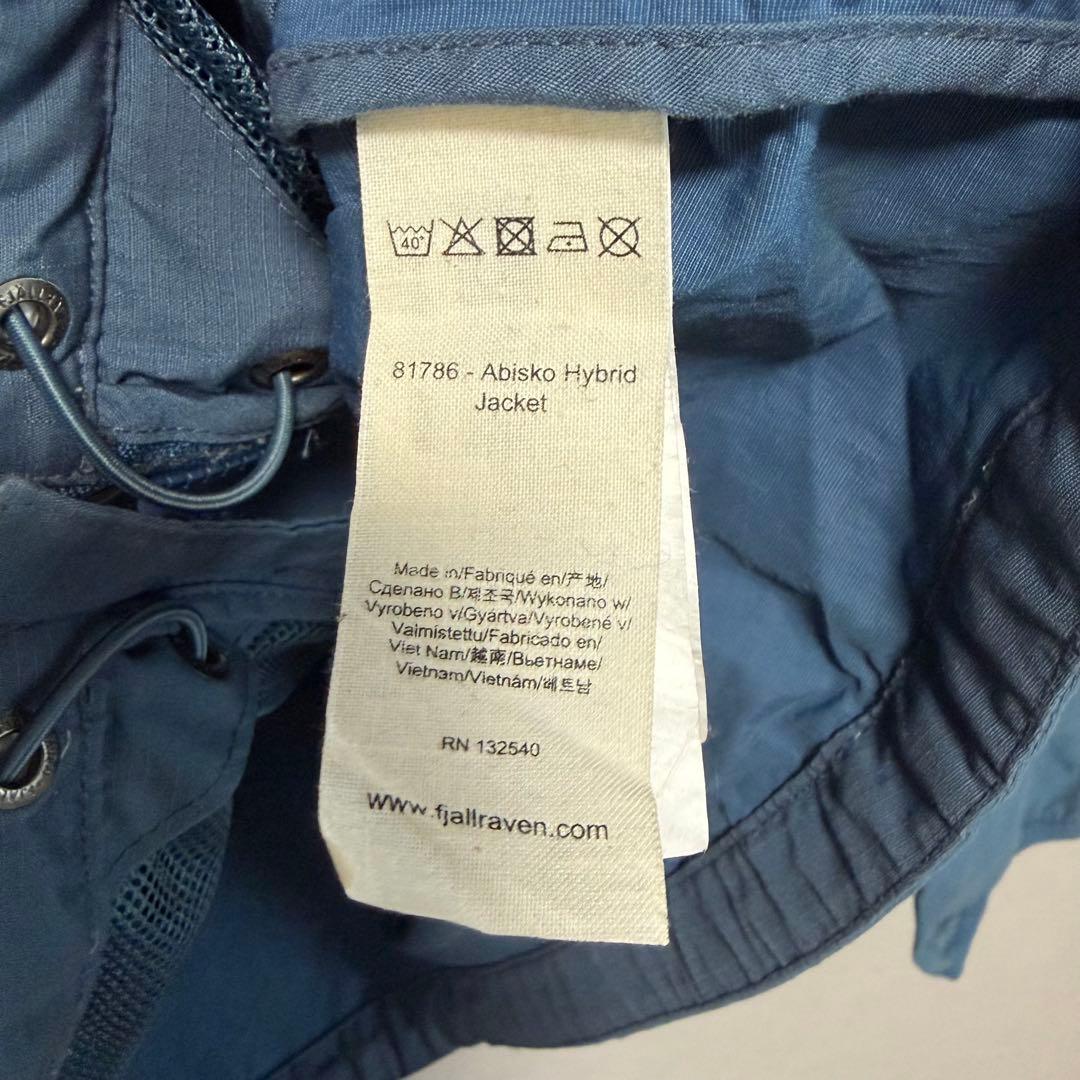 40°
81786 - Abisko Hybrid
Jacket
Made in/Fabriqué en/产地/
Сделано В/제조국/Wykonano w/
Vyrobeno v/Gyártva/Vyrobené v/
Vaimistettu/Fabricado en/
Viet Nam/越南/Вьетнаме/
Vietnam/Vietnám/베트남
RN 132540
www.fjallraven.com